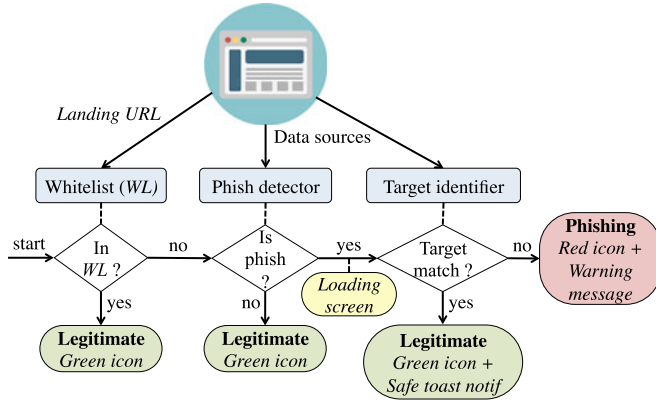 Landing URL
Data sources
Whitelist (WL)
Phish detector
Target identifier
start
In
WL ?
no
Is
phish
?
yes
Target
match ?
no
Phishing
Red icon +
Warning
message
Loading
screen
yes
no
yes
Legitimate
Green icon
Legitimate
Green icon
Legitimate
Green icon +
Safe toast notif